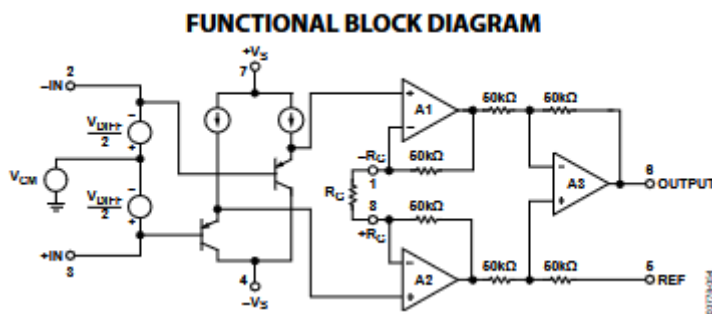 FUNCTIONAL BLOCK DIAGRAM
+VS
7
2
–IN
VDIFF
2
VCM
VDIFF
2
+IN
3
4
–VS
A1
–RG
1
RG
8
+RG
A2
50kΩ
50kΩ
50kΩ
50kΩ
50kΩ
50kΩ
A3
6
OUTPUT
5
REF